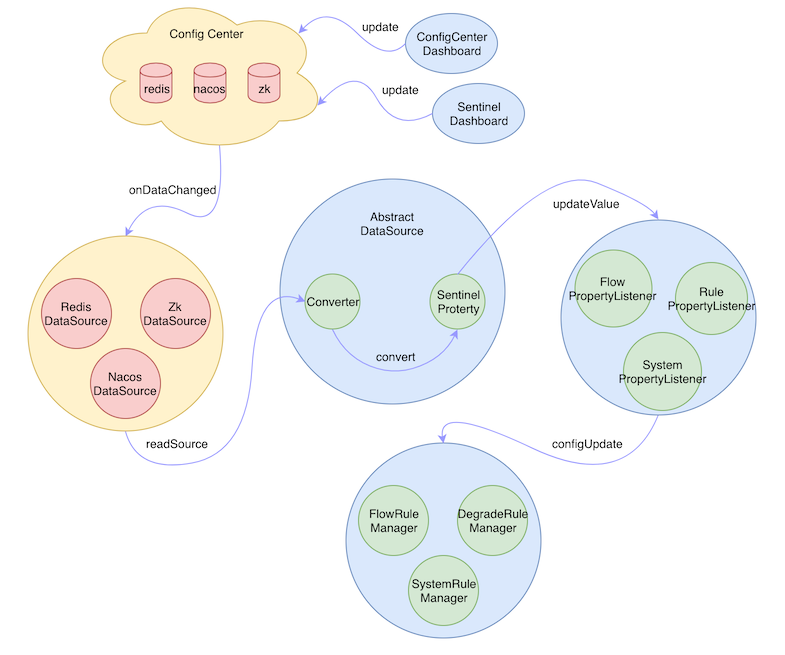 Config Center
redis
nacos
zk
update
ConfigCenter
Dashboard
update
Sentinel
Dashboard
onDataChanged
Redis
DataSource
Zk
DataSource
Nacos
DataSource
readSource
Abstract
DataSource
Converter
Sentinel
Proterty
convert
updateValue
Flow
PropertyListener
Rule
PropertyListener
System
PropertyListener
configUpdate
FlowRule
Manager
DegradeRule
Manager
SystemRule
Manager